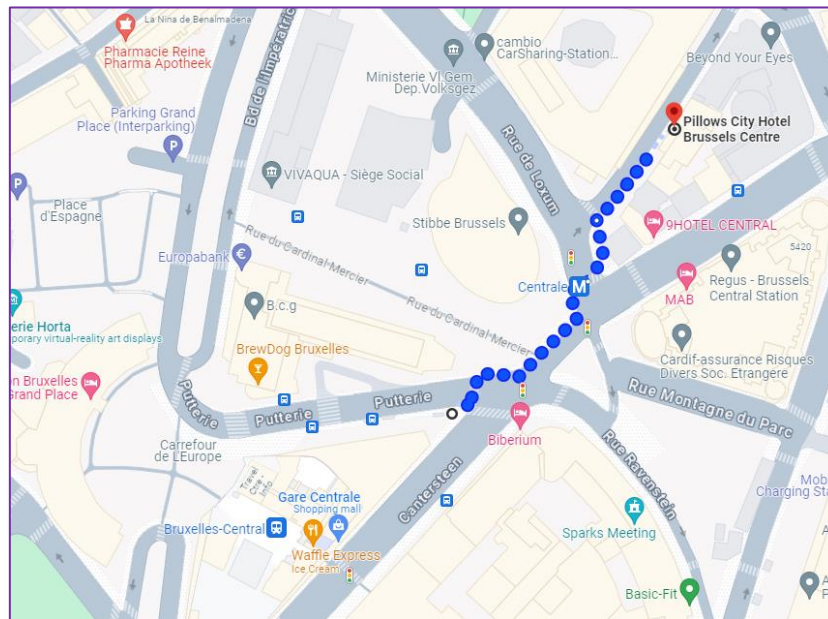 La Nina de Benalmadena
Pharmacie Reine
Pharma Apotheek
Bd de l'Impératric
Ministerie Vl.Gem
Dep.Volksgez
cambio
CarSharing-Station...
Beyond Your Eyes
Parking Grand
Place (Interparking)
P
Pillows City Hotel
Brussels Centre
Rue de Loxum
P
VIVAQUA - Siège Social
Place
d'Espagne
Stibbe Brussels
9HOTEL CENTRAL
Rue du Cardinal Mercier
Europabank
€
5420
Regus - Brussels
Central Station
Centrale
M
MAB
B.c.g
Rue du Cardinal Mercier
erie Horta
porary virtual-reality art displays
BrewDog Bruxelles
Cardif-assurance Risques
Divers Soc. Etrangere
on Bruxelles
Grand Place
Putterie
Putterie
Putterie
Rue Montagne du Parc
Biberium
Carrefour
de L'Europe
Rue Ravenstein
Cantersteen
Travel
Ctre -
Info
Gare Centrale
Shopping mall
Mob
Charging Sta
Bruxelles-Central
Sparks Meeting
Waffle Express
Ice Cream
Basic-Fit
A
P